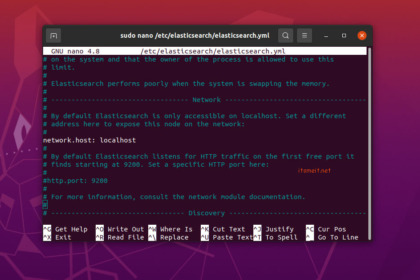 sudo nano /etc/elasticsearch/elasticsearch.yml
GNU nano 4.8 /etc/elasticsearch/elasticsearch.yml
# on the system and that the owner of the process is allowed to use this
# limit.
#
# Elasticsearch performs poorly when the system is swapping the memory.
#
# ---------------------------------- Network -----------------------------------
#
# By default Elasticsearch is only accessible on localhost. Set a different
# address here to expose this node on the network:
#
network.host: localhost
#
# By default Elasticsearch listens for HTTP traffic on the first free port it
# finds starting at 9200. Set a specific HTTP port here:
#
#http.port: 9200
#
# For more information, consult the network module documentation.
#
# --------------------------------- Discovery ----------------------------------
^G Get Help ^O Write Out ^W Where Is ^K Cut Text ^J Justify ^C Cur Pos
^X Exit ^R Read File ^\ Replace ^U Paste Text ^T To Spell ^_ Go To Line